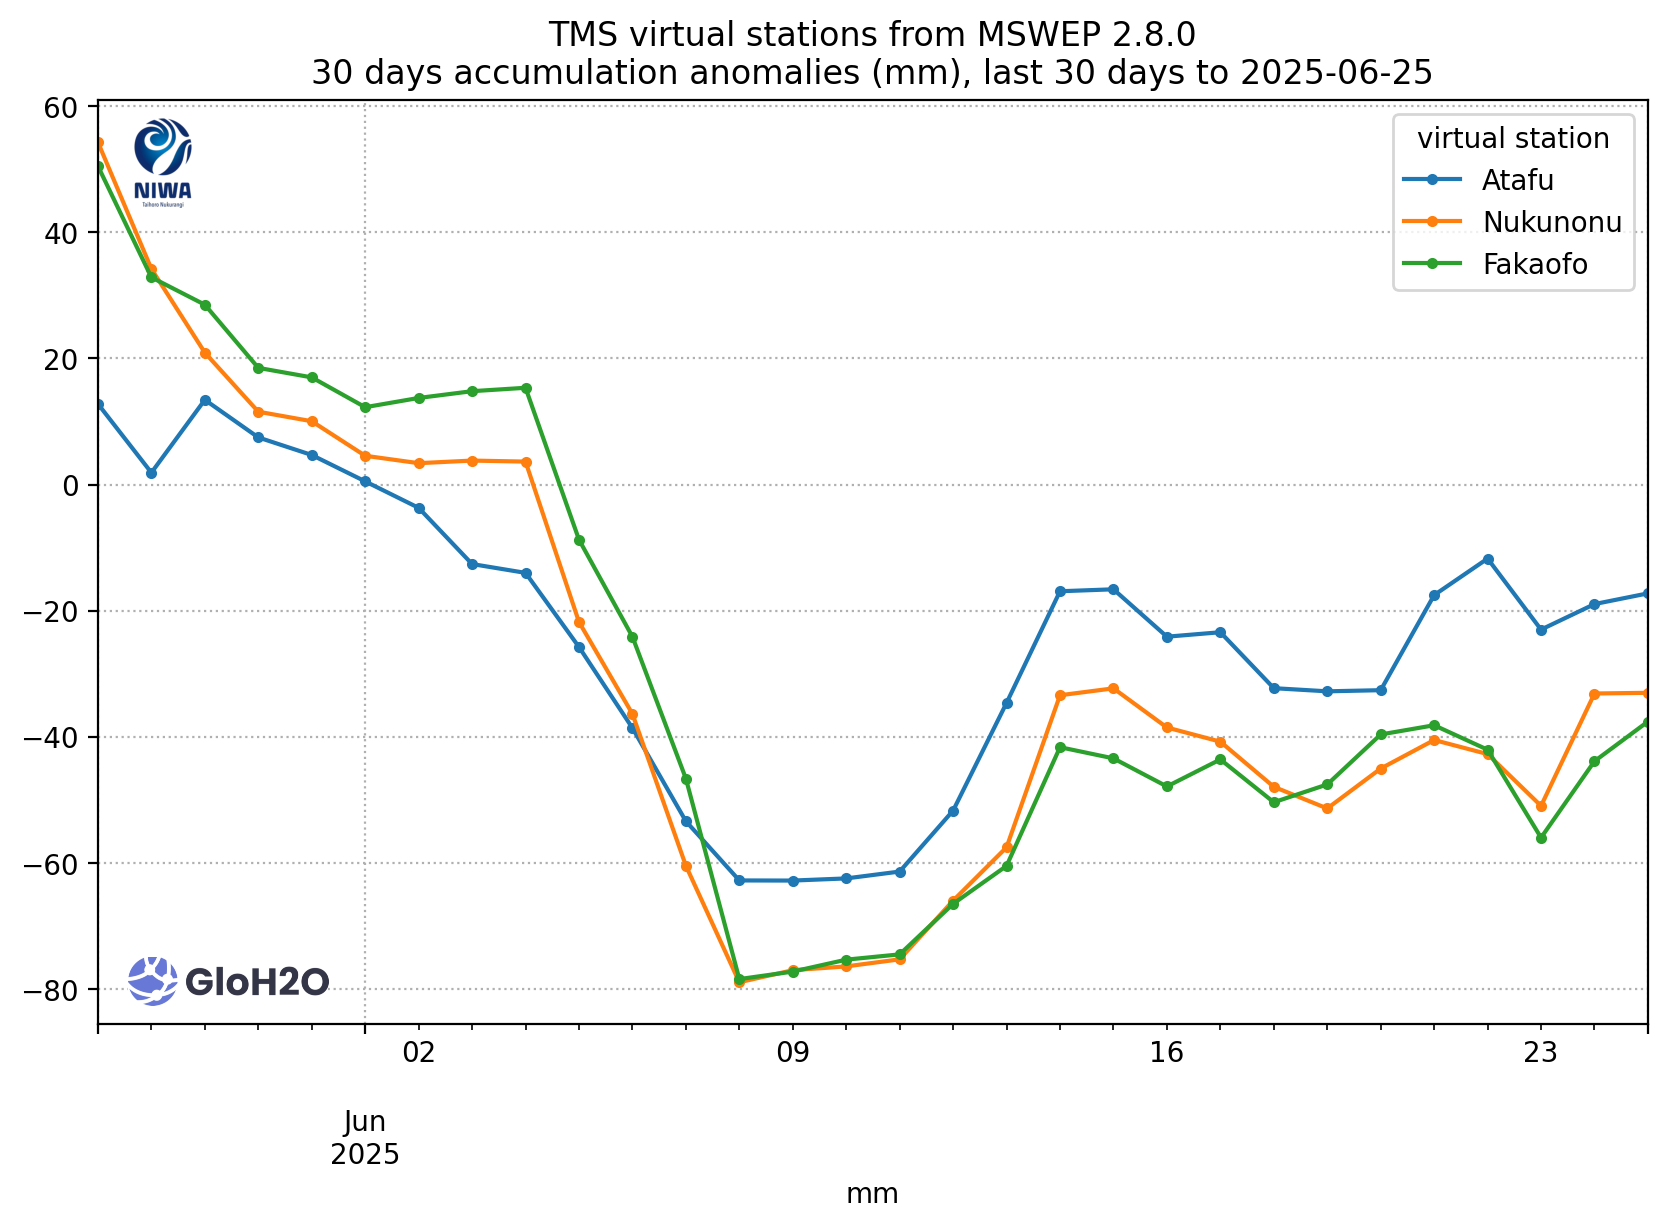 TMS virtual stations from MSWEP 2.8.0
30 days accumulation anomalies (mm), last 30 days to 2025-06-25
60
40
20
0
−20
−40
−60
−80
NIWA
Taihoro Nukurangi
virtual station
Atafu
Nukunonu
Fakaofo
GloH2O
02
09
16
23
Jun
2025
mm